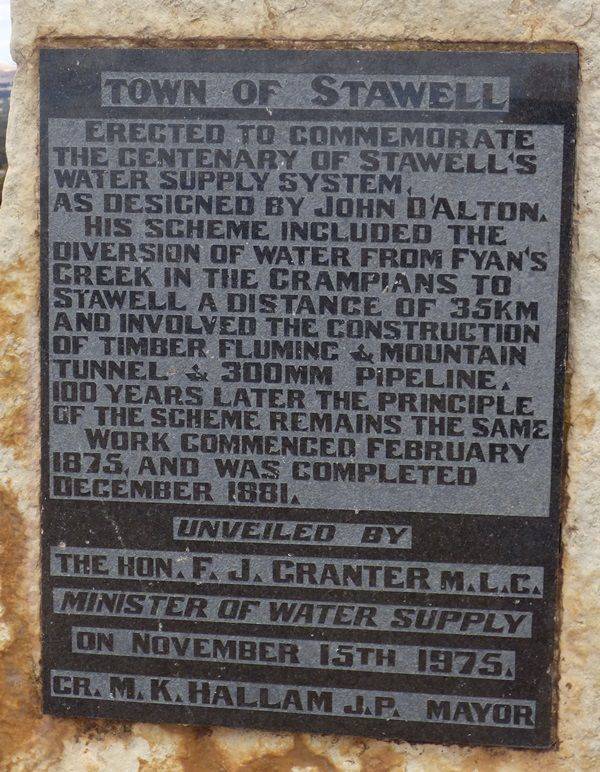 TOWN OF STAWELL
ERECTED TO COMMEMORATE
THE CENTENARY OF STAWELL'S
WATER SUPPLY SYSTEM,
AS DESIGNED BY JOHN D'ALTON.
HIS SCHEME INCLUDED THE
DIVERSION OF WATER FROM FYAN'S
CREEK IN THE GRAMPIANS TO
STAWELL A DISTANCE OF 35KM
AND INVOLVED THE CONSTRUCTION
OF TIMBER FLUMING & MOUNTAIN
TUNNEL & 300MM PIPELINE.
100 YEARS LATER THE PRINCIPLE
OF THE SCHEME REMAINS THE SAME
WORK COMMENCED FEBRUARY
1875, AND WAS COMPLETED
DECEMBER 1881.
UNVEILED BY
THE HON. F. J. GRANTER M.L.C.
MINISTER OF WATER SUPPLY
ON NOVEMBER 15TH 1975.
CR. M. K. HALLAM J.P. MAYOR